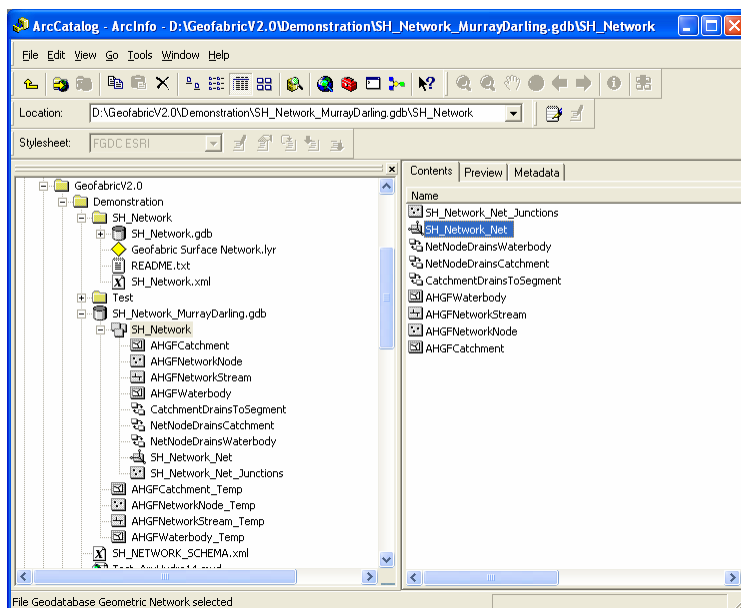 ArcCatalog - ArcInfo - D:\GeofabricV2.0\Demonstration\SH_Network_MurrayDarling.gdb\SH_Network
File Edit View Go Tools Window Help
Location: D:\GeofabricV2.0\Demonstration\SH_Network_MurrayDarling.gdb\SH_Network
Stylesheet: FGDC ESRI
GeofabricV2.0
Demonstration
SH_Network
SH_Network.gdb
Geofabric Surface Network.lyr
README.txt
SH_Network.xml
Test
SH_Network_MurrayDarling.gdb
SH_Network
AHGFCatchment
AHGFNetworkNode
AHGFNetworkStream
AHGFWaterbody
CatchmentDrainsToSegment
NetNodeDrainsCatchment
NetNodeDrainsWaterbody
SH_Network_Net
SH_Network_Net_Junctions
AHGFCatchment_Temp
AHGFNetworkNode_Temp
AHGFNetworkStream_Temp
AHGFWaterbody_Temp
SH_NETWORK_SCHEMA.xml
Contents Preview Metadata
Name
SH_Network_Net_Junctions
SH_Network_Net
NetNodeDrainsWaterbody
NetNodeDrainsCatchment
CatchmentDrainsToSegment
AHGFWaterbody
AHGFNetworkStream
AHGFNetworkNode
AHGFCatchment
File Geodatabase Geometric Network selected